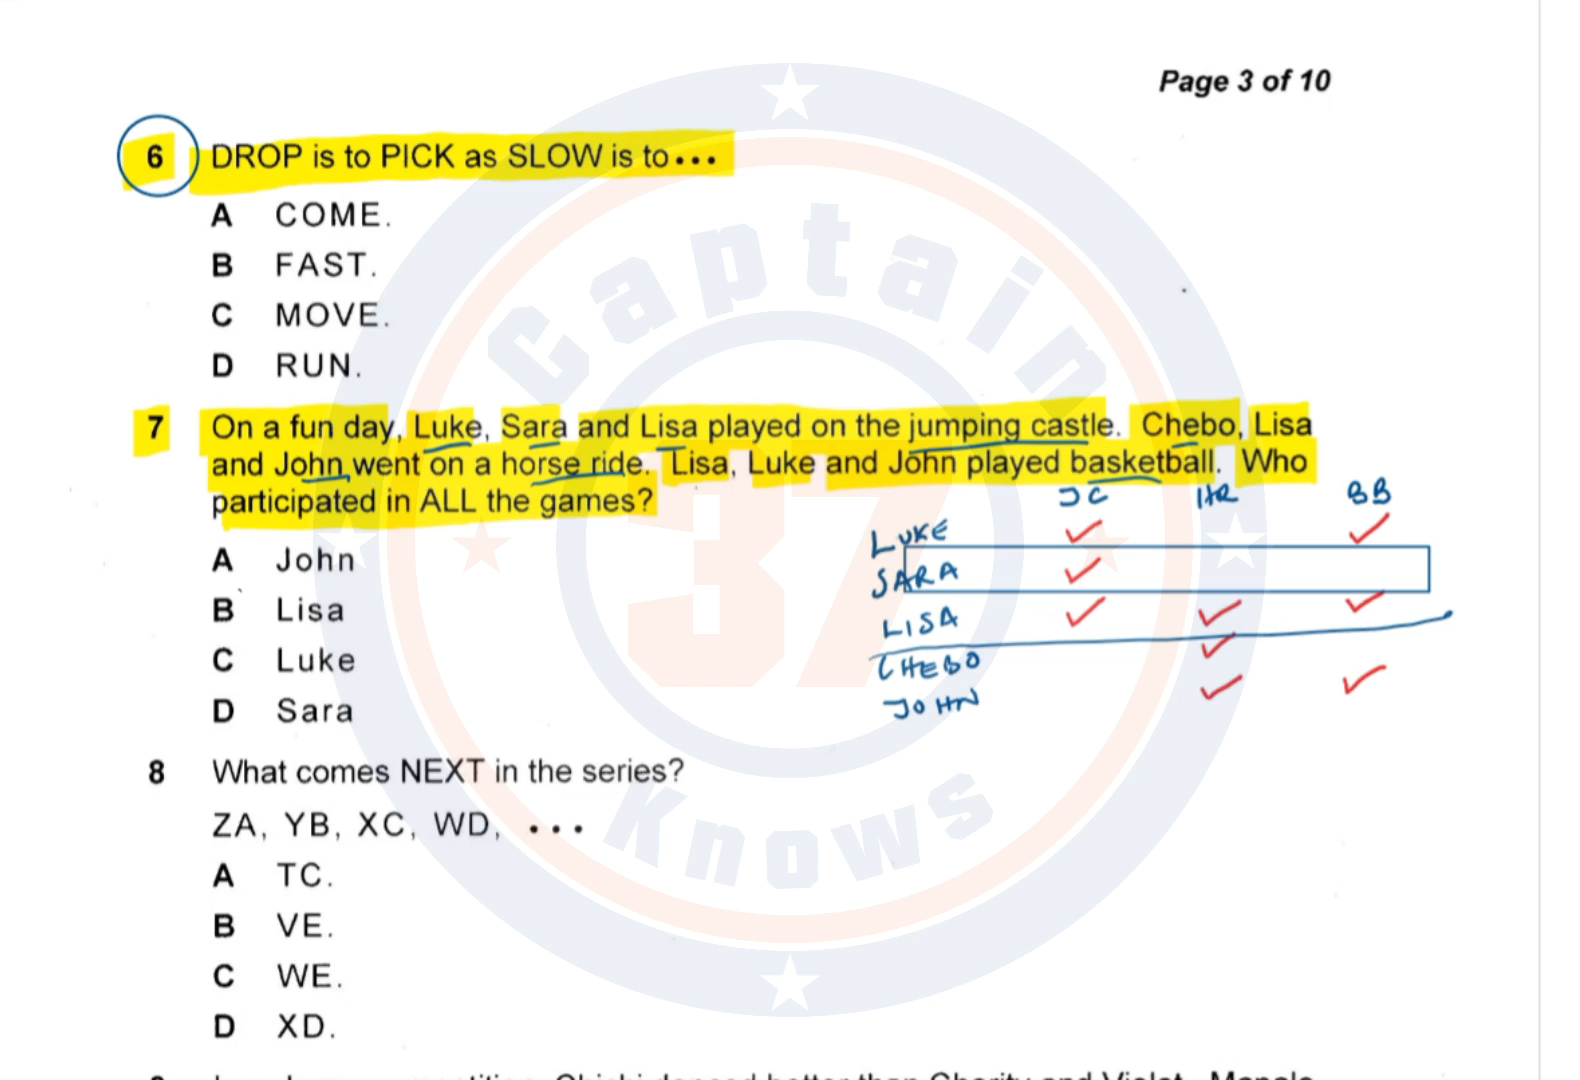 Page 3 of 10
6 DROP is to PICK as SLOW is to...
A COME.
B FAST.
C MOVE.
D RUN.
7 On a fun day, Luke, Sara and Lisa played on the jumping castle. Chebo, Lisa
and John went on a horse ride. Lisa, Luke and John played basketball. Who
participated in ALL the games?
JC HR BB
A John
B Lisa
C Luke
D Sara
LUKE
SARA
LISA
CHEBO
JOHN
8 What comes NEXT in the series?
ZA, YB, XC, WD, ...
A TC.
B VE.
C WE.
D XD.
Captain
37
Knows